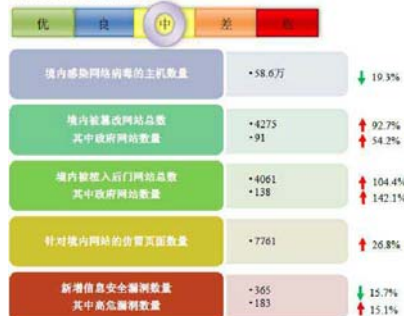 优 良 中 差
境内感染网络病毒的主机数量 •58.6万 19.3%
境内被篡改网站总数 •4275 92.7%
其中政府网站数量 •91 54.2%
境内被植入后门网站总数 •4061 104.4%
其中政府网站数量 •138 142.1%
针对境内网站的仿冒页面数量 •7761 26.8%
新增信息安全漏洞数量 •365 15.7%
其中高危漏洞数量 •183 15.1%